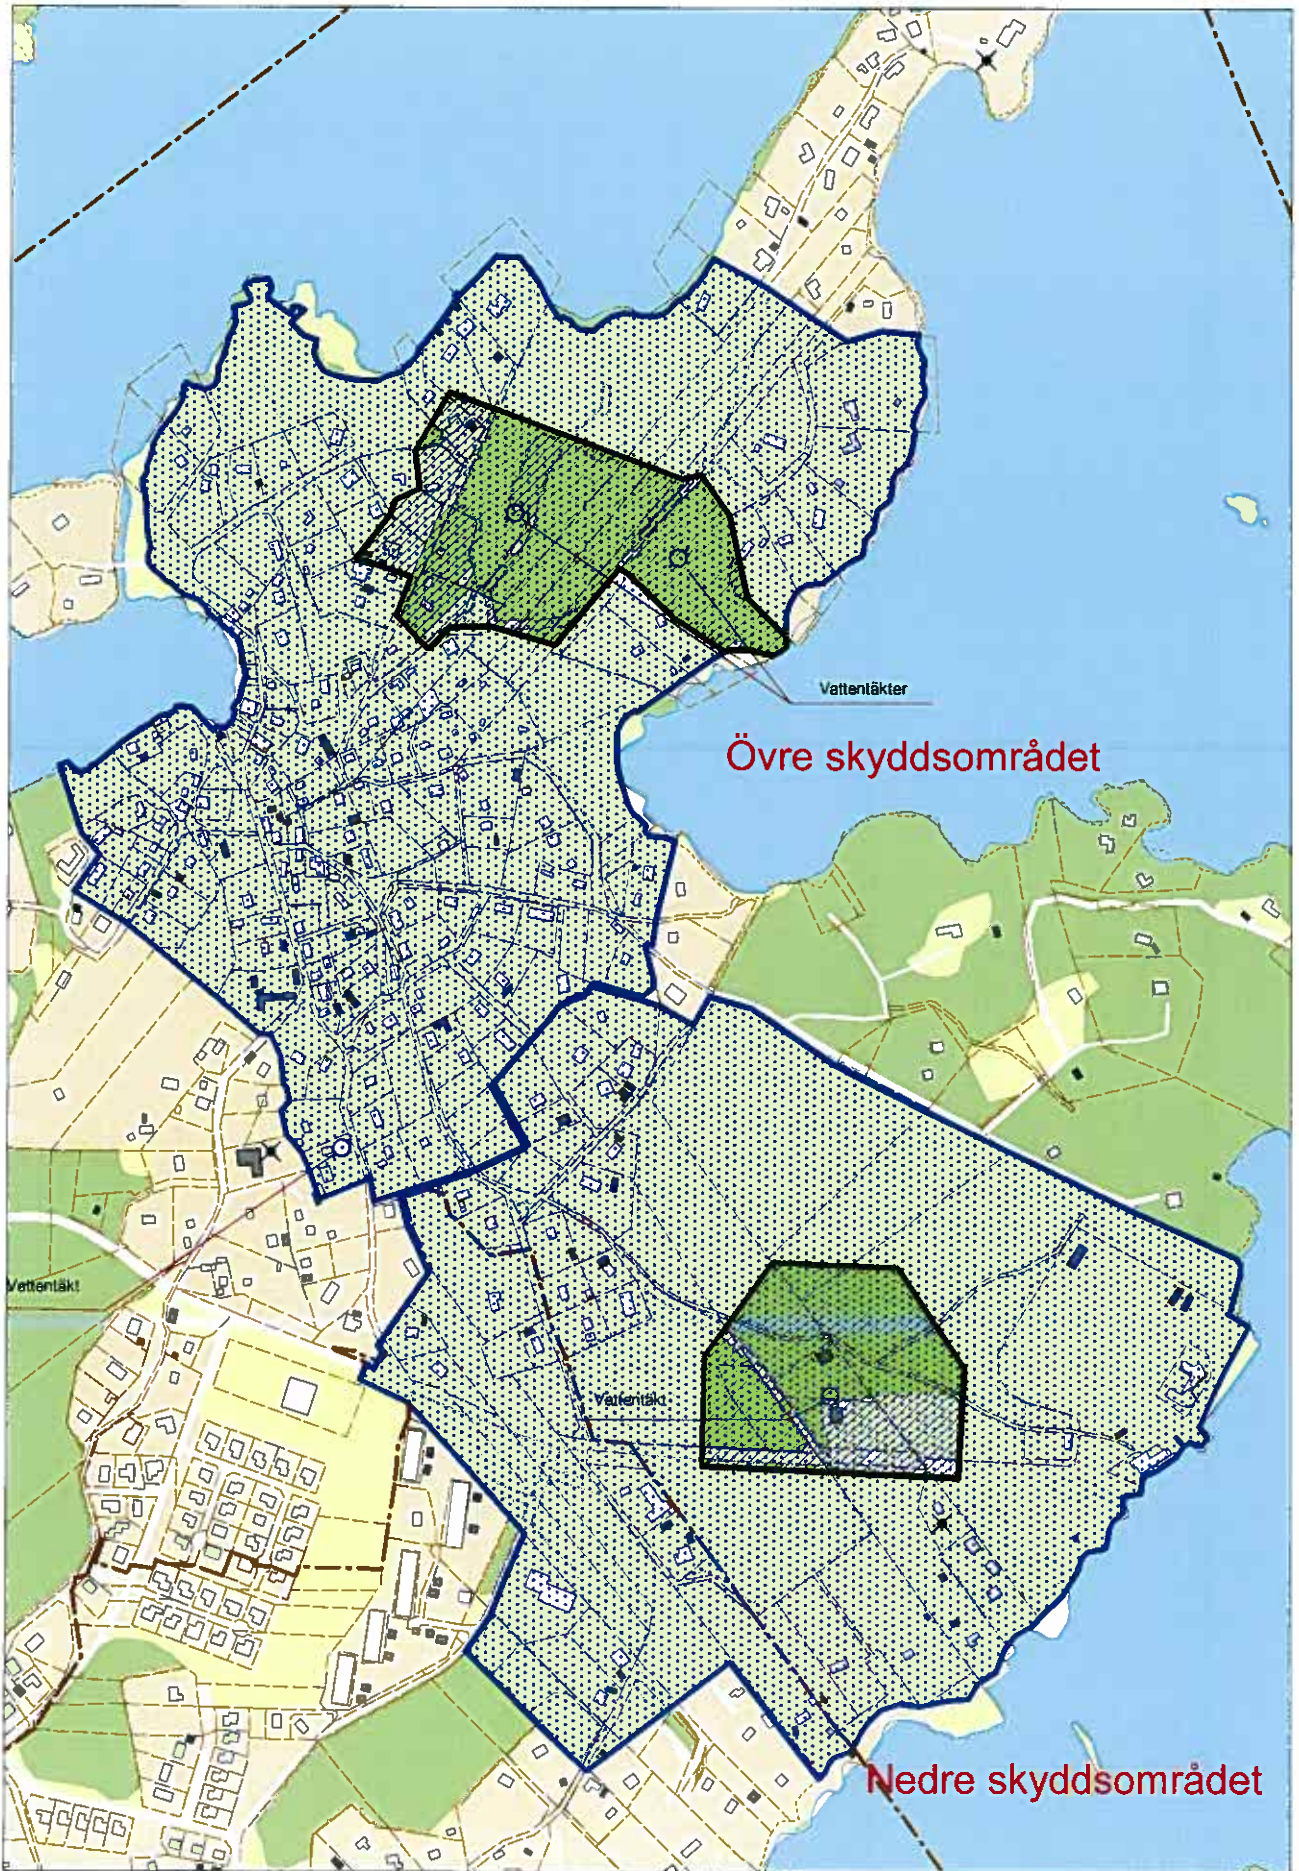 Vattentäkter
Övre skyddsområdet
Vattentäkt
Vattentäkt
Nedre skyddsområdet